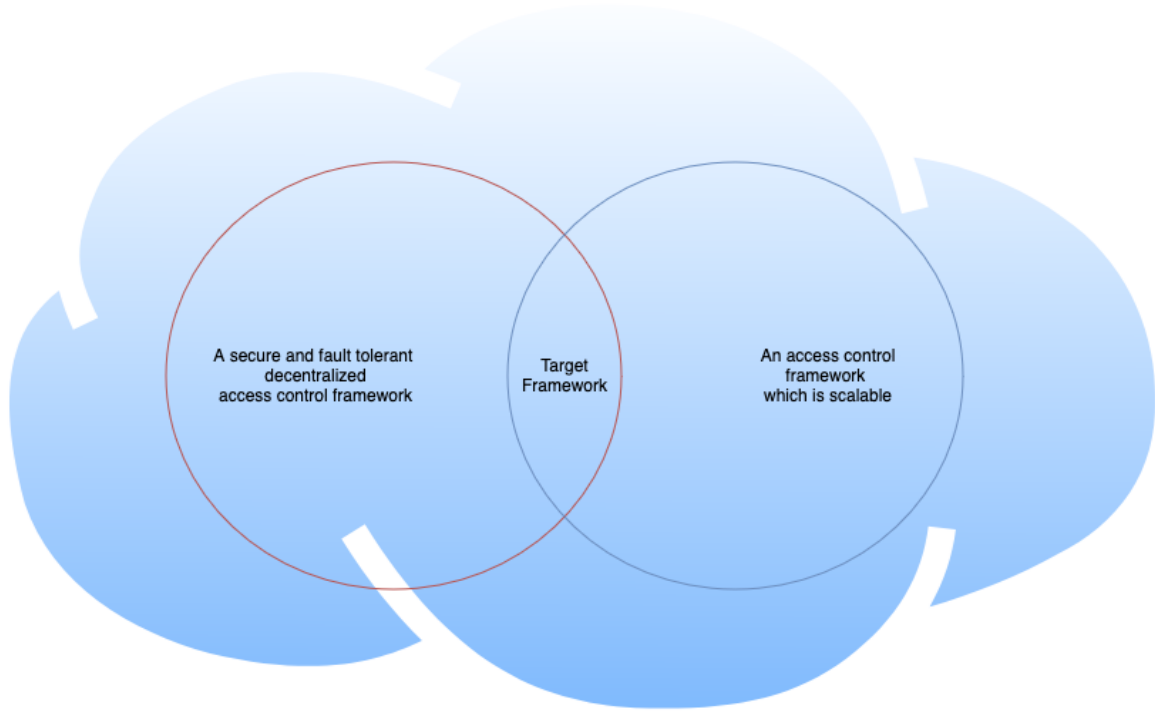 A secure and fault tolerant
decentralized
access control framework
Target
Framework
An access control
framework
which is scalable